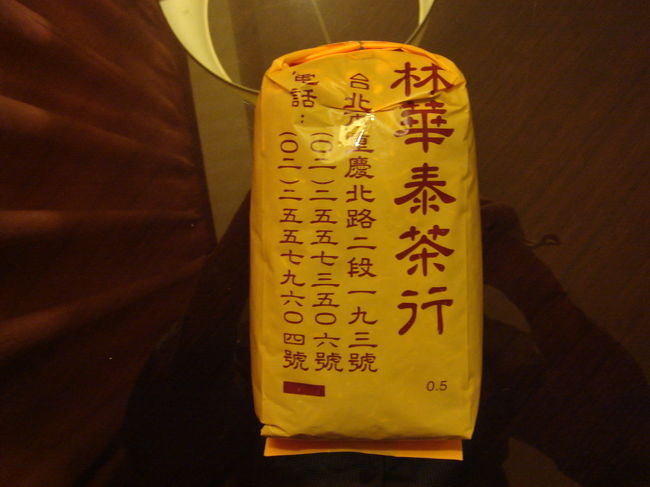 林華泰茶行
台北市重慶北路二段一九三號
(〇二)二五五七三五〇六號
電話：(〇二)二五五七九六〇四號
0.5